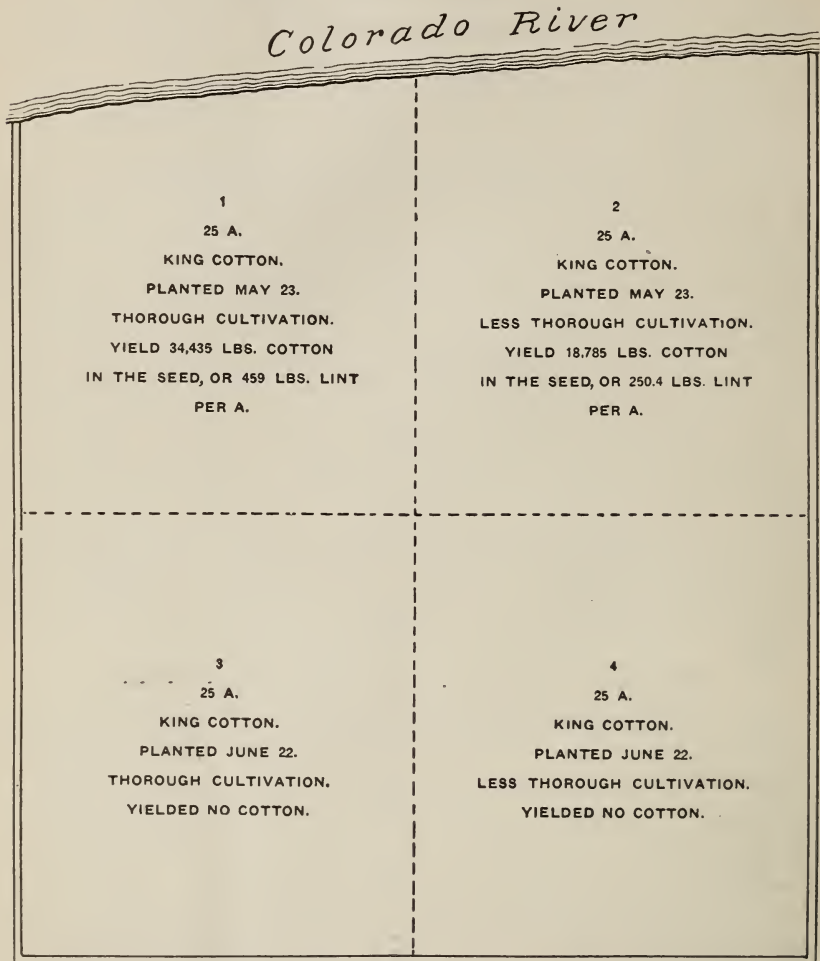 Colorado River
1
25 A.
KING COTTON.
PLANTED MAY 23.
THOROUGH CULTIVATION.
YIELD 34,435 LBS. COTTON
IN THE SEED, OR 459 LBS. LINT
PER A.
2
25 A.
KING COTTON.
PLANTED MAY 23.
LESS THOROUGH CULTIVATION.
YIELD 18,785 LBS. COTTON
IN THE SEED, OR 250.4 LBS. LINT
PER A.
3
25 A.
KING COTTON.
PLANTED JUNE 22.
THOROUGH CULTIVATION.
YIELDED NO COTTON.
4
25 A.
KING COTTON.
PLANTED JUNE 22.
LESS THOROUGH CULTIVATION.
YIELDED NO COTTON.